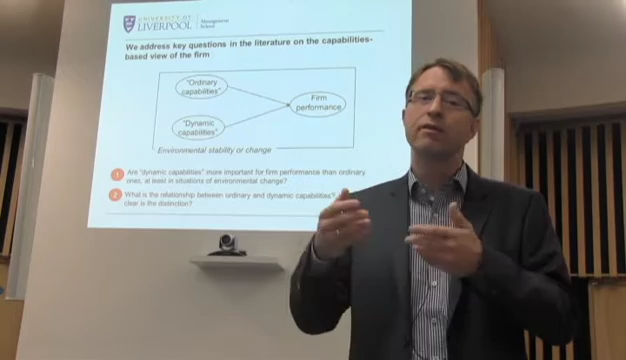 UNIVERSITY OF
LIVERPOOL
Management
School
We address key questions in the literature on the capabilities-
based view of the firm
"Ordinary
capabilities"
Firm
performance
"Dynamic
capabilities"
Environmental stability or change
1 Are "dynamic capabilities" more important for firm performance than ordinary
ones, at least in situations of environmental change?
2 What is the relationship between ordinary and dynamic capabilities?
clear is the distinction?